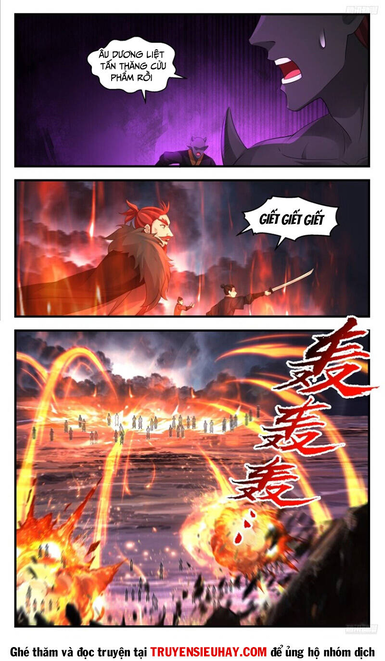 ÂU DƯƠNG LIỆT
TẤN THĂNG CỬU
PHẨM RỒI!
GIẾT GIẾT GIẾT
轰
轰
轰
...
Ghé thăm và đọc truyện tại TRUYENSIEUHAY.COM để ủng hộ nhóm dịch